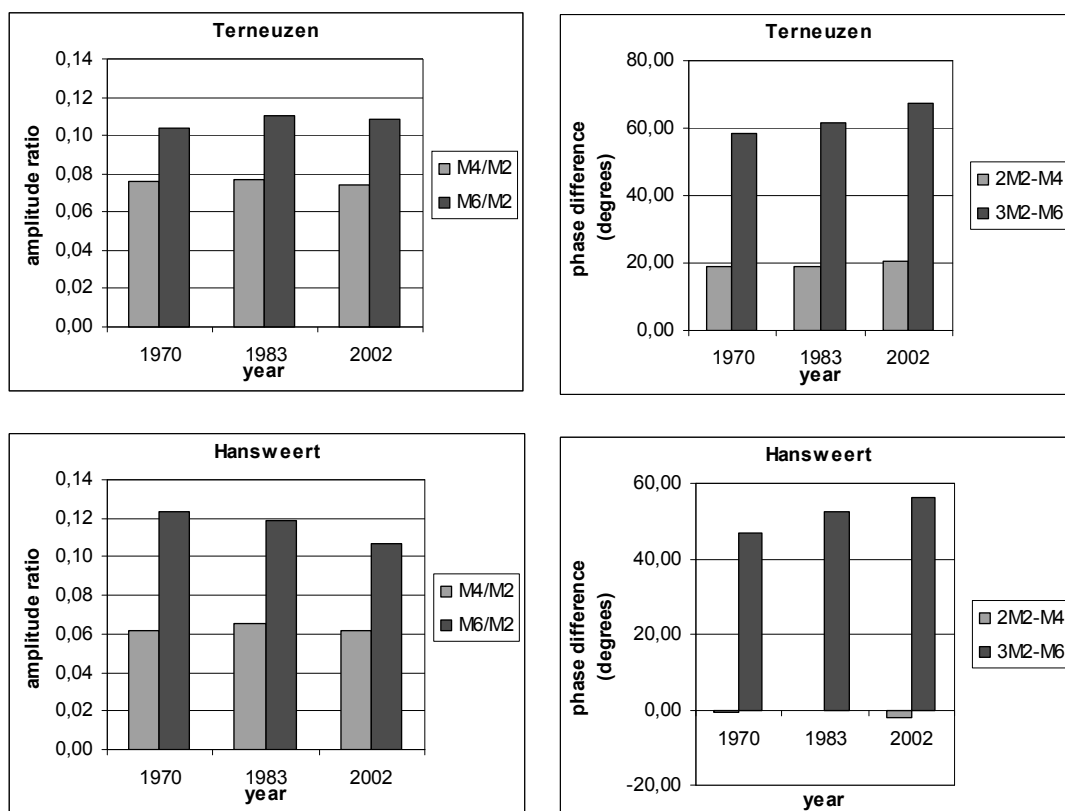 Terneuzen
0,14
0,12
0,10
0,08
0,06
0,04
0,02
0,00
amplitude ratio
1970 1983 2002
year
M4/M2
M6/M2
Terneuzen
80,00
60,00
40,00
20,00
0,00
phase difference
(degrees)
1970 1983 2002
year
2M2-M4
3M2-M6
Hansweert
0,14
0,12
0,10
0,08
0,06
0,04
0,02
0,00
amplitude ratio
1970 1983 2002
year
M4/M2
M6/M2
Hansweert
60,00
40,00
20,00
0,00
-20,00
phase difference
(degrees)
1970 1983 2002
year
2M2-M4
3M2-M6